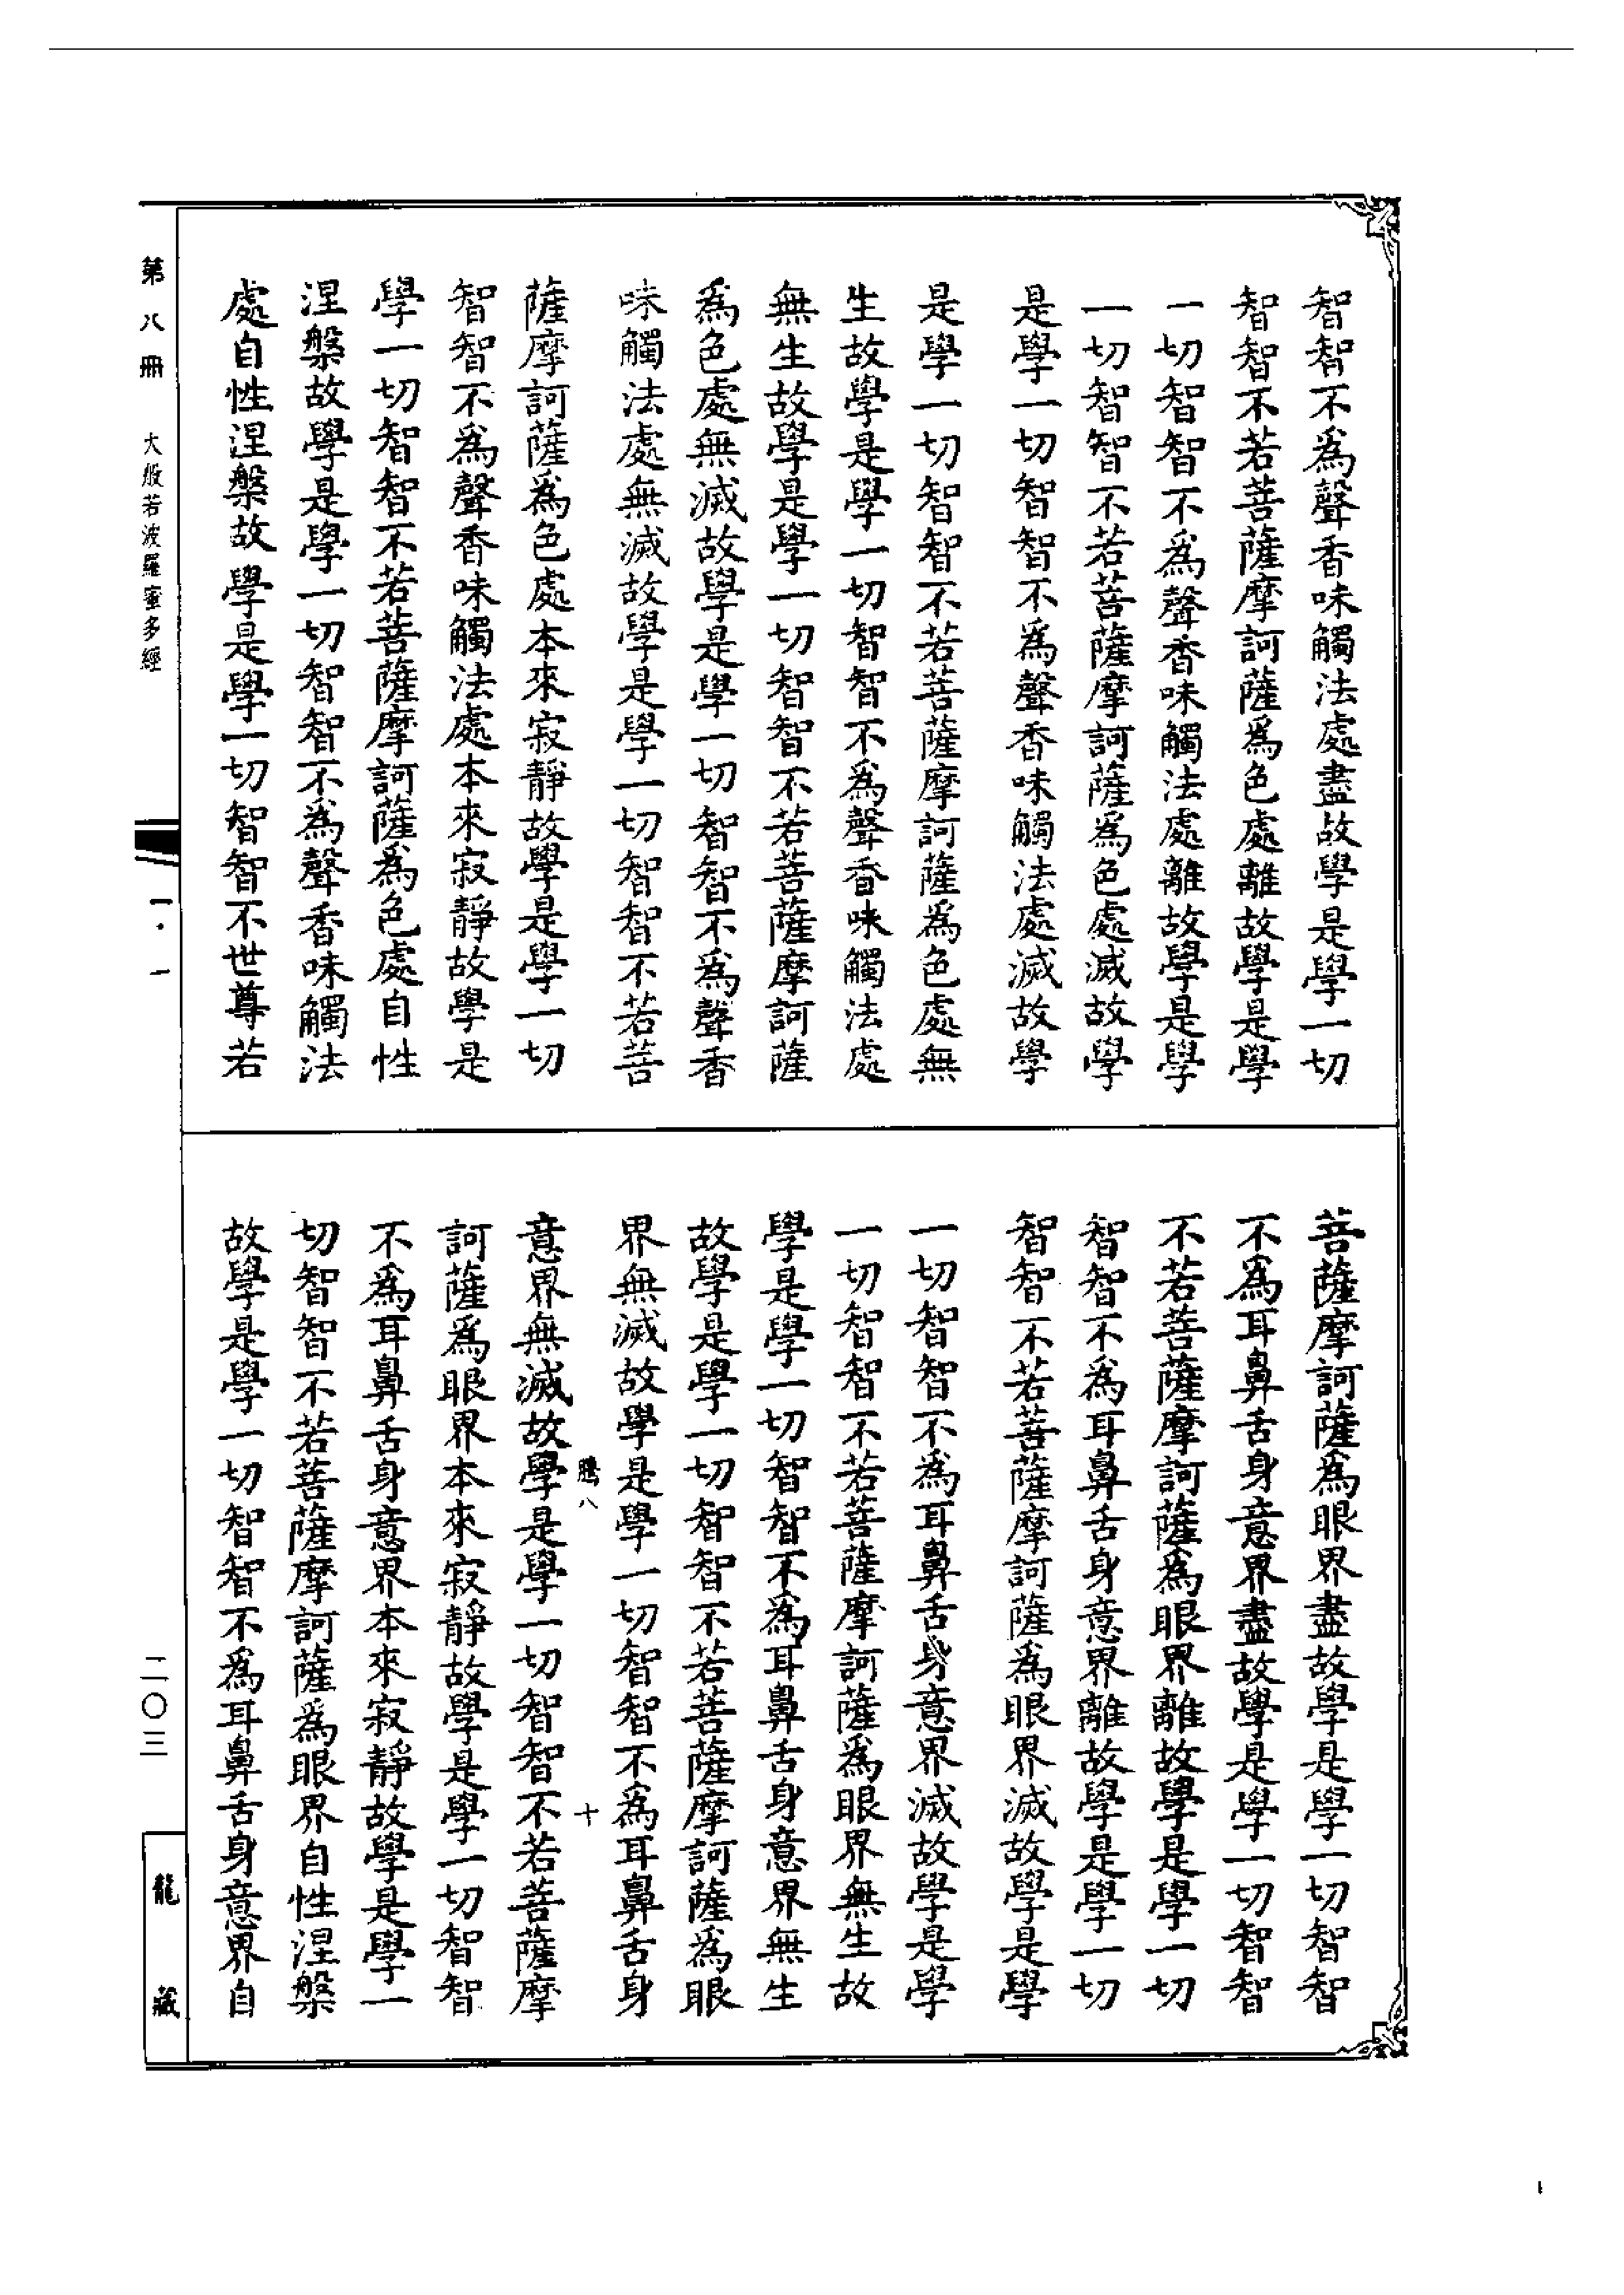 智智不爲聲香味觸法處盡故學是學一切
智智不若菩薩摩訶薩爲色處離故學是學
一切智智不爲聲香味觸法處離故學是學
一切智智不若菩薩摩訶薩爲色處滅故學
是學一切智智不爲聲香味觸法處滅故學
是學一切智智不若菩薩摩訶薩爲色處無
生故學是學一切智智不爲聲香味觸法處
無生故學是學一切智智不若菩薩摩訶薩
爲色處無滅故學是學一切智智不爲聲香
味觸法處無滅故學是學一切智智不若菩
薩摩訶薩爲色處本來寂靜故學是學一切
智智不爲聲香味觸法處本來寂靜故學是
學一切智智不若菩薩摩訶薩爲色處自性
涅槃故學是學一切智智不爲聲香味觸法
處自性涅槃故學是學一切智智不世尊若
菩薩摩訶薩爲眼界盡故學是學一切智智
不爲耳鼻舌身意界盡故學是學一切智智
不若菩薩摩訶薩爲眼界離故學是學一切
智智不爲耳鼻舌身意界離故學是學一切
智智不若菩薩摩訶薩爲眼界滅故學是學
一切智智不爲耳鼻舌身意界滅故學是學
一切智智不若菩薩摩訶薩爲眼界無生故
學是學一切智智不爲耳鼻舌身意界無生
故學是學一切智智不若菩薩摩訶薩爲眼
界無滅故學是學一切智智不爲耳鼻舌身
騰八 十
意界無滅故學是學一切智智不若菩薩摩
訶薩爲眼界本來寂靜故學是學一切智智
不爲耳鼻舌身意界本來寂靜故學是學一
切智智不若菩薩摩訶薩爲眼界自性涅槃
故學是學一切智智不爲耳鼻舌身意界自
第八冊 大般若波羅蜜多經 一·一 二〇三 龍藏